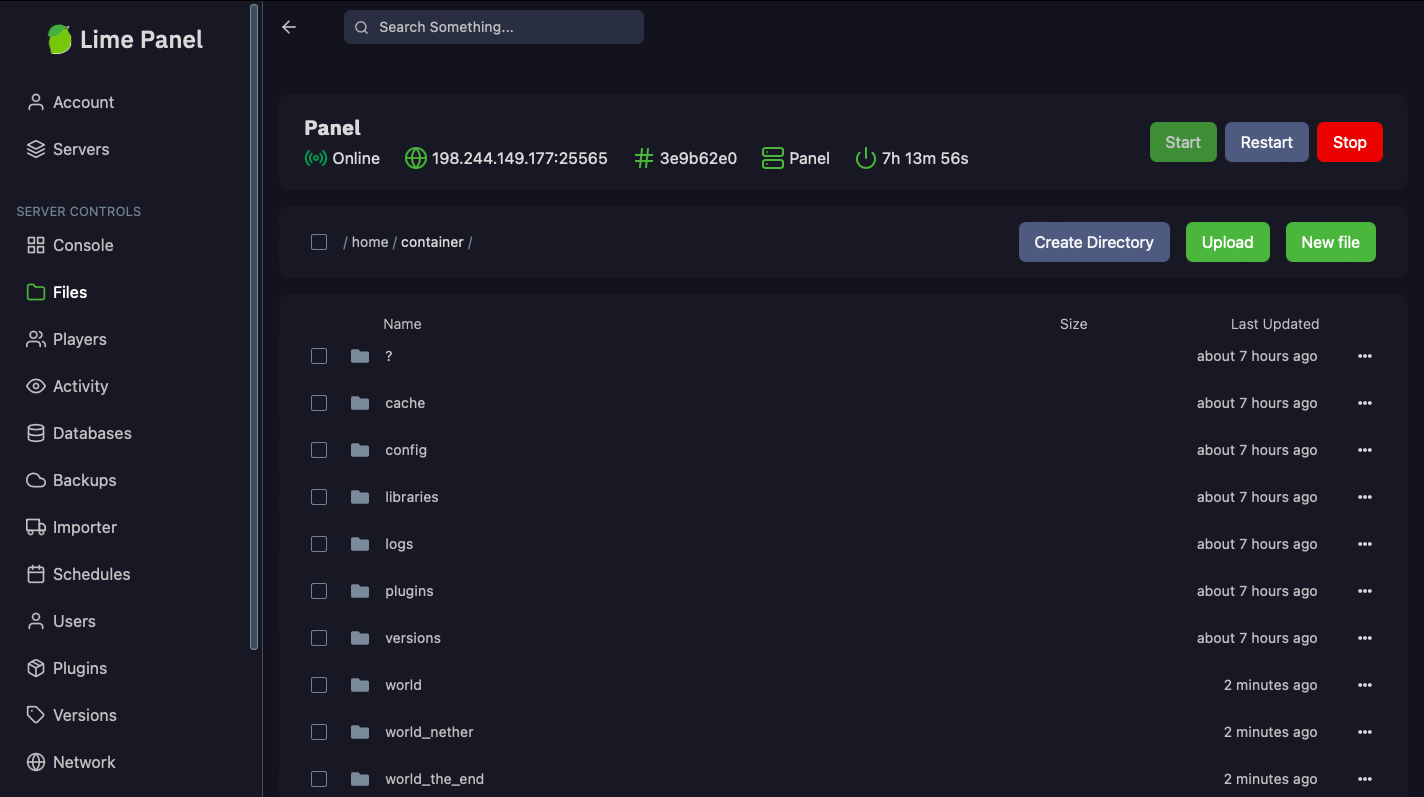 Lime Panel
Account
Servers
SERVER CONTROLS
Console
Files
Players
Activity
Databases
Backups
Importer
Schedules
Users
Plugins
Versions
Network
Search Something...
Panel
Online 198.244.149.177:25565 3e9b62e0 Panel 7h 13m 56s
Start Restart Stop
/ home / container /
Create Directory Upload New file
Name Size Last Updated
? about 7 hours ago
cache about 7 hours ago
config about 7 hours ago
libraries about 7 hours ago
logs about 7 hours ago
plugins about 7 hours ago
versions about 7 hours ago
world 2 minutes ago
world_nether 2 minutes ago
world_the_end 2 minutes ago